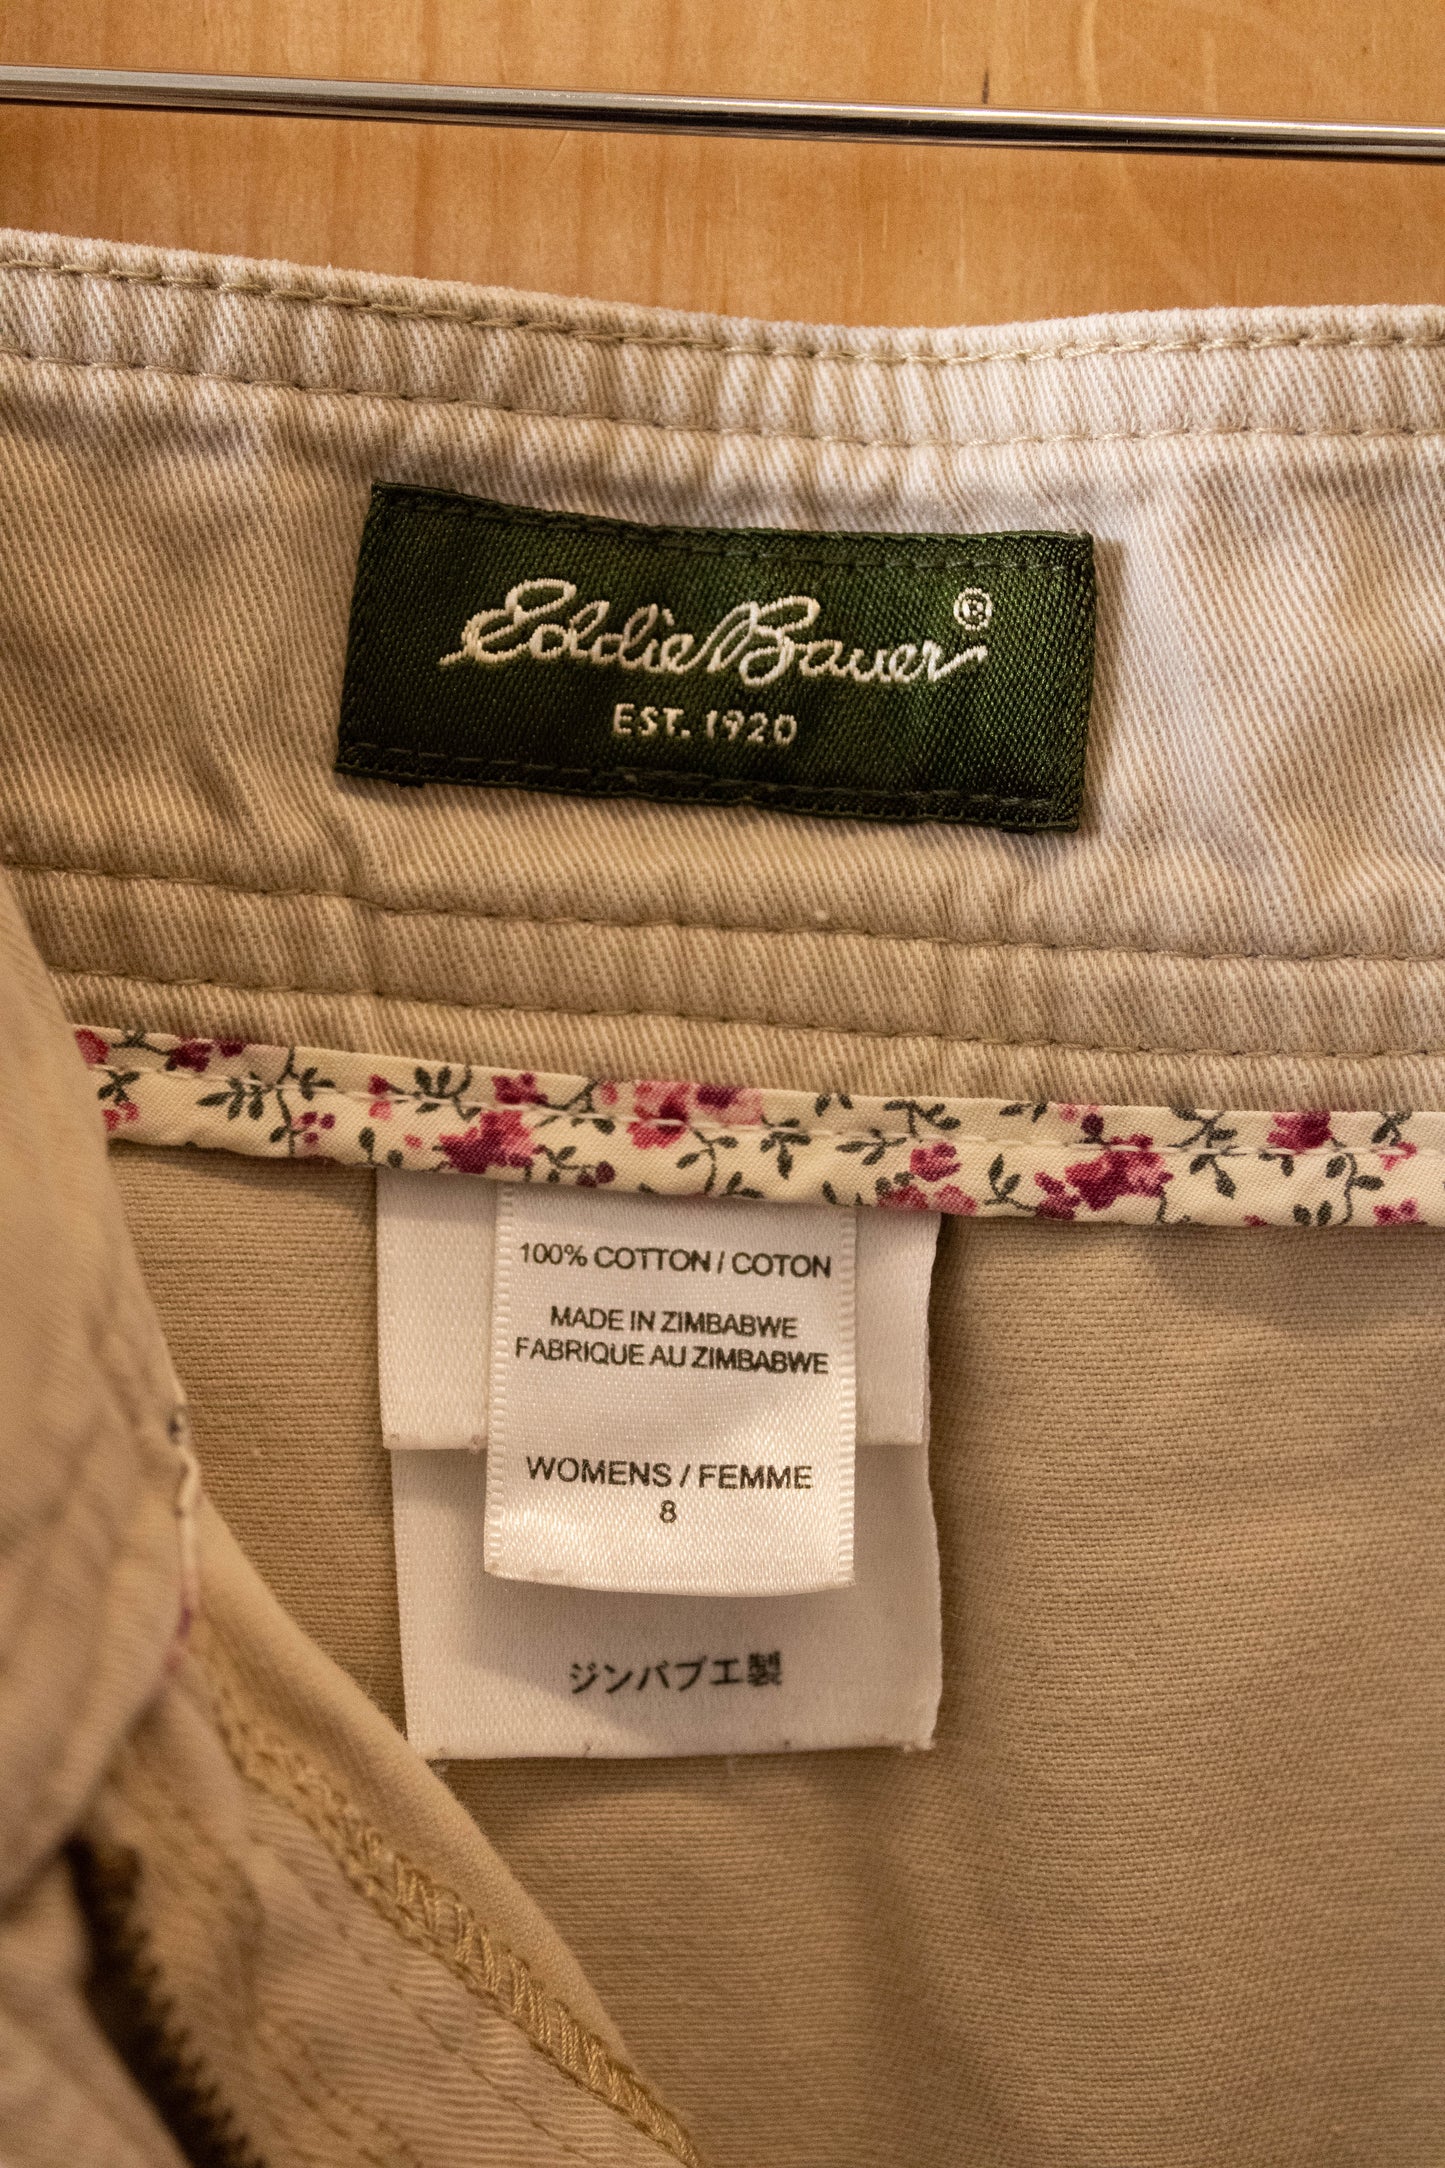 Eddie Bauer®
EST. 1920
100% COTTON / COTON
MADE IN ZIMBABWE
FABRIQUE AU ZIMBABWE
WOMENS / FEMME
8
ジンバブエ製